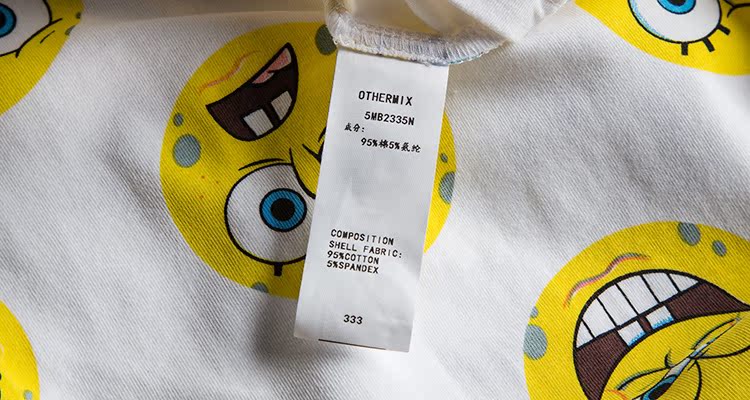 OTHERMIX
5MB2335N
成分:
95%棉5%氨纶
COMPOSITION
SHELL FABRIC:
95%COTTON
5%SPANDEX
333